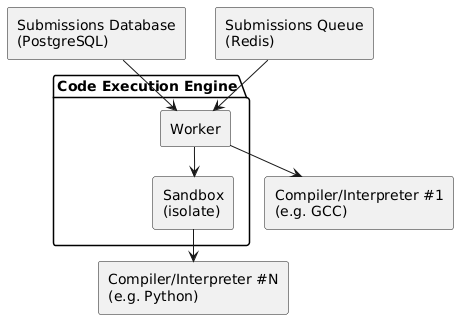 Submissions Database
(PostgreSQL)
Submissions Queue
(Redis)
Code Execution Engine
Worker
Sandbox
(isolate)
Compiler/Interpreter #1
(e.g. GCC)
Compiler/Interpreter #N
(e.g. Python)